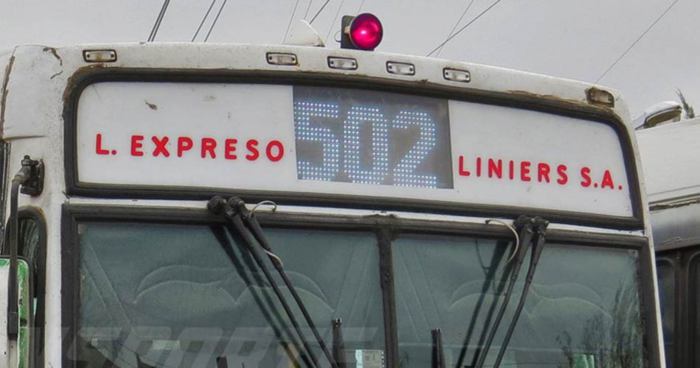 L. EXPRESO 502 LINIERS S.A.